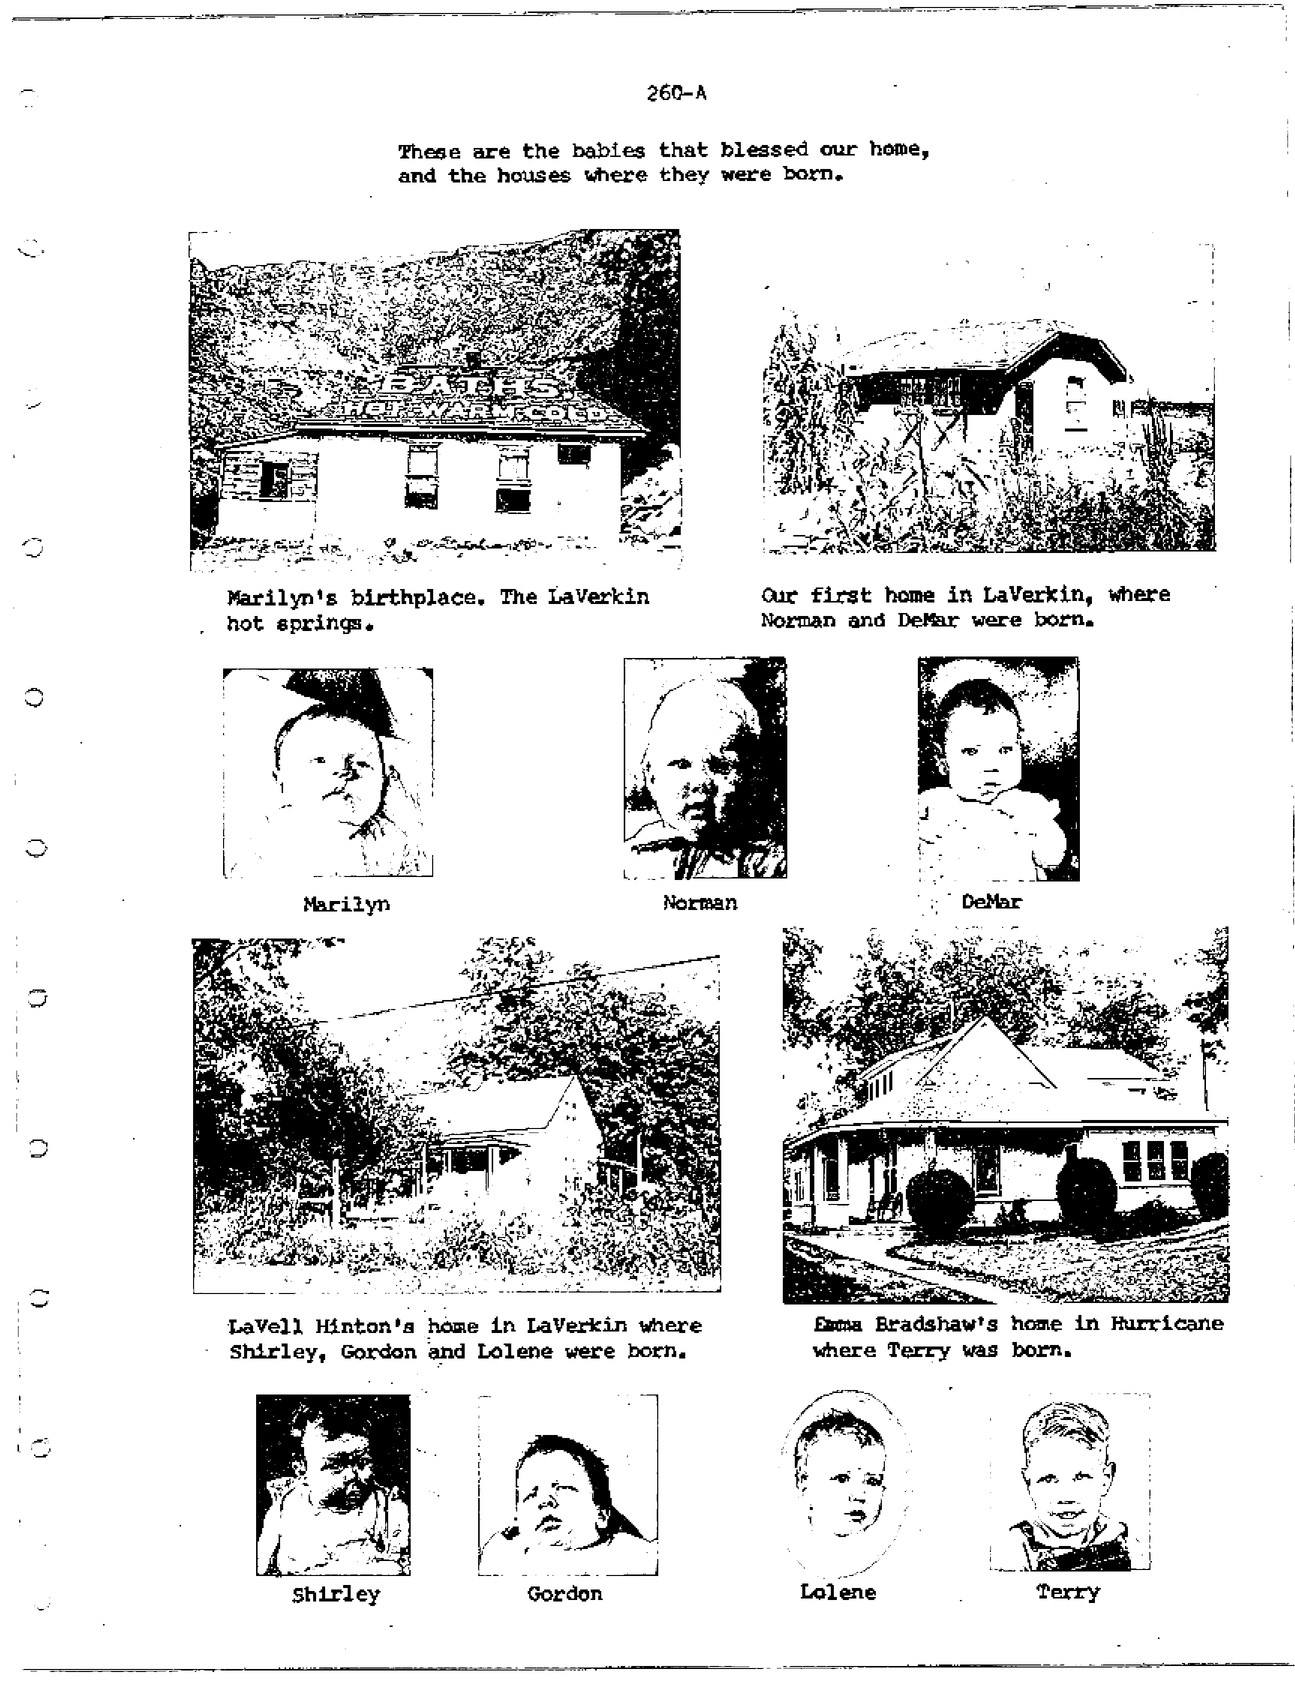 260-A
These are the babies that blessed our home,
and the houses where they were born.
BATHS.
HOT-WARM-COLD
Marilyn's birthplace. The LaVerkin
hot springs.
Our first home in LaVerkin, where
Norman and DeMar were born.
Marilyn
Norman
DeMar
LaVell Hinton's home in LaVerkin where
Shirley, Gordon and Lolene were born.
Emma Bradshaw's home in Hurricane
where Terry was born.
Shirley
Gordon
Lolene
Terry